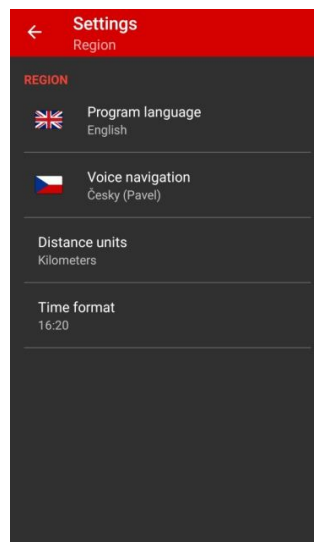 Settings
Region
REGION
Program language
English
Voice navigation
Česky (Pavel)
Distance units
Kilometers
Time format
16:20